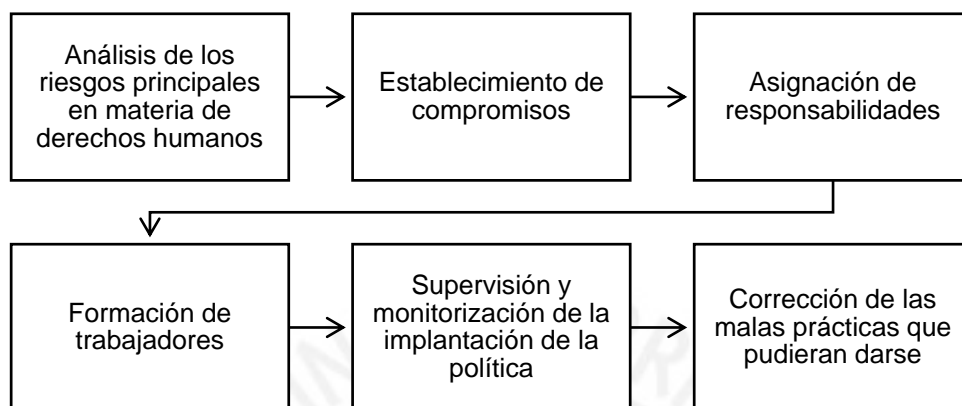 Análisis de los
riesgos principales
en materia de
derechos humanos
Establecimiento de
compromisos
Asignación de
responsabilidades
Formación de
trabajadores
Supervisión y
monitorización de la
implantación de la
política
Corrección de las
malas prácticas que
pudieran darse